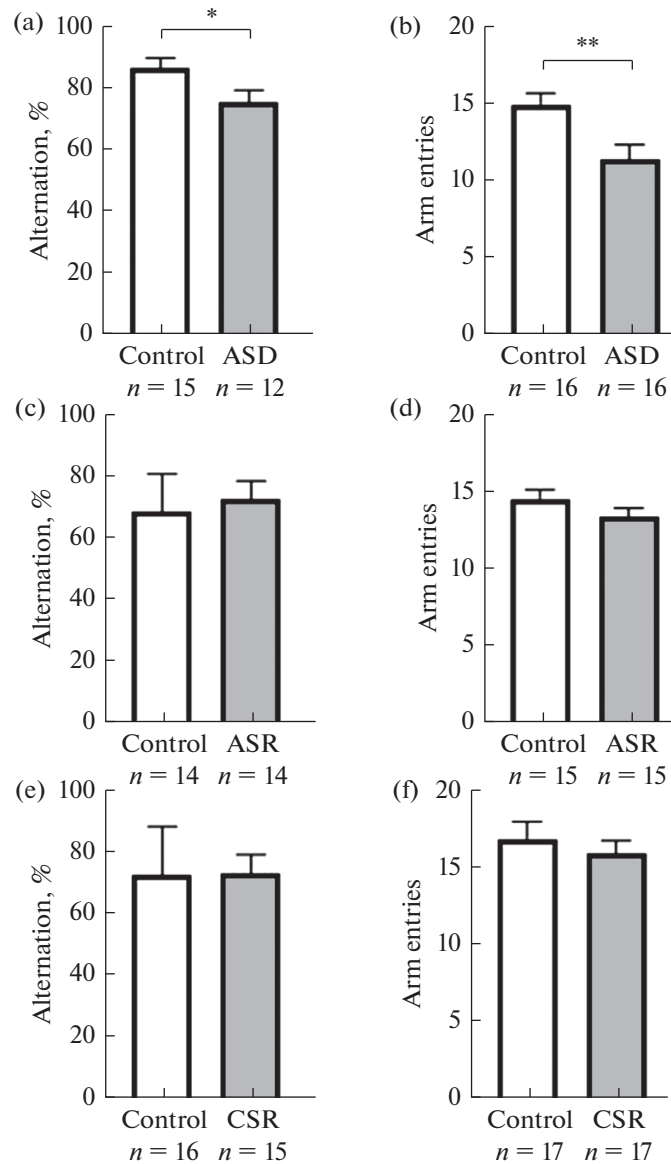 (a)
100
80
60
40
20
0
Alternation, %
*
Control ASD
n = 15 n = 12
(b)
20
15
10
5
0
Arm entries
**
Control ASD
n = 16 n = 16
(c)
100
80
60
40
20
0
Alternation, %
Control ASR
n = 14 n = 14
(d)
20
15
10
5
0
Arm entries
Control ASR
n = 15 n = 15
(e)
100
80
60
40
20
0
Alternation, %
Control CSR
n = 16 n = 15
(f)
20
15
10
5
0
Arm entries
Control CSR
n = 17 n = 17